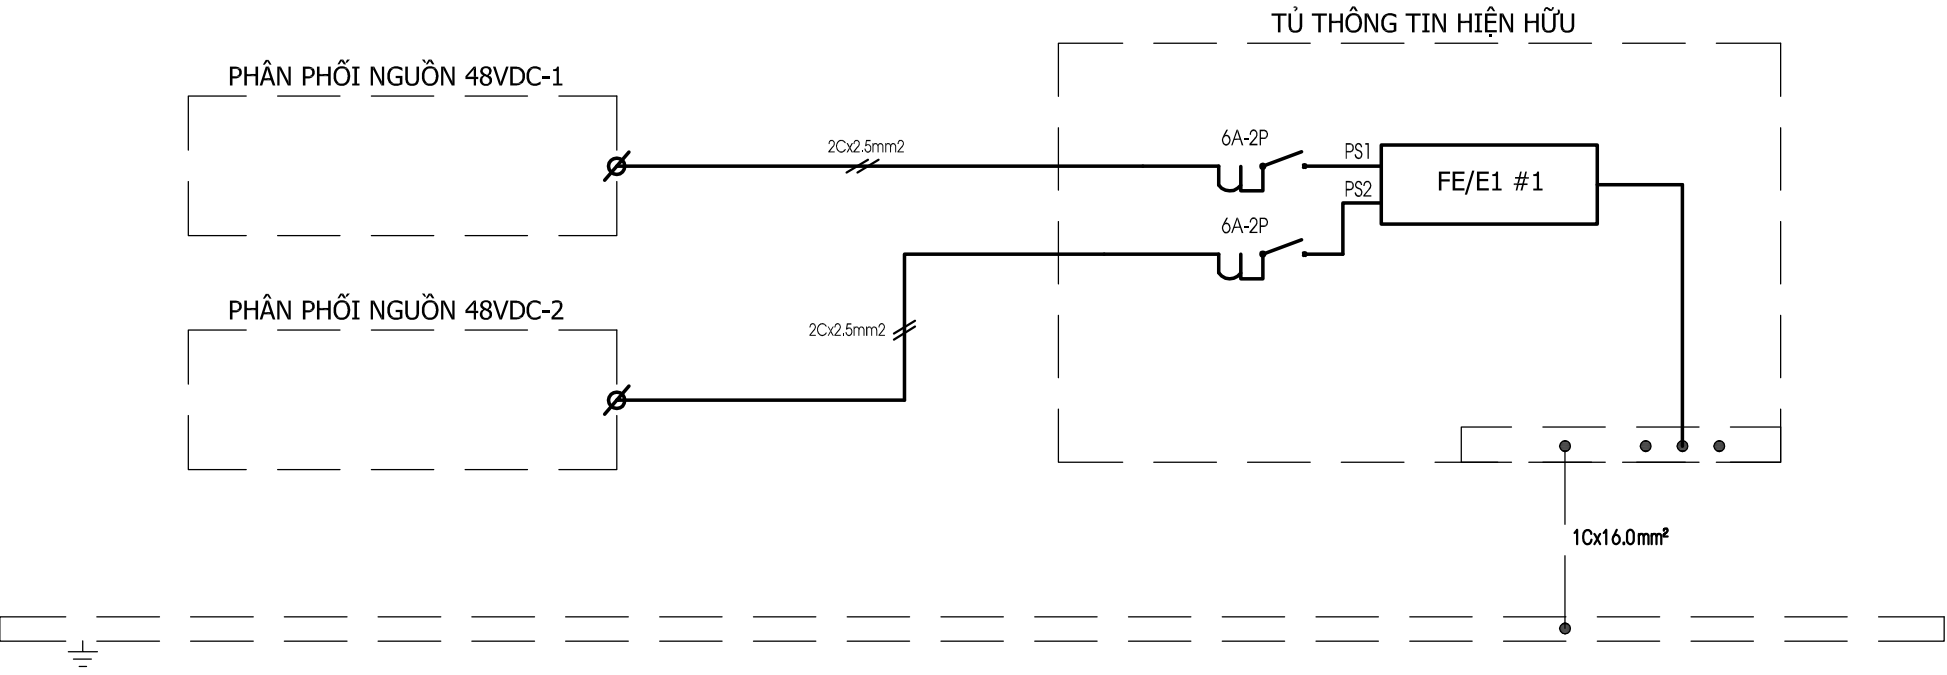 TỦ THÔNG TIN HIỆN HỮU
PHÂN PHỐI NGUỒN 48VDC-1
2Cx2.5mm2
6A-2P
PS1
FE/E1 #1
PS2
6A-2P
PHÂN PHỐI NGUỒN 48VDC-2
2Cx2.5mm2
1Cx16.0mm²